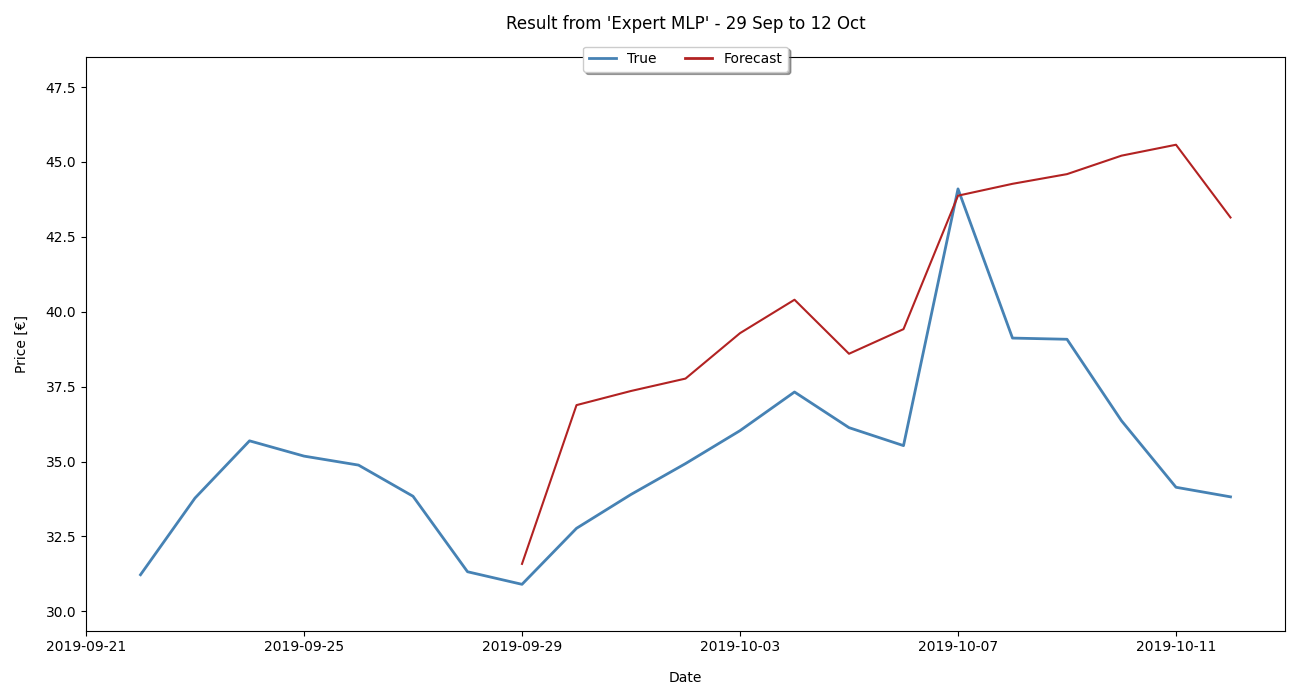 Result from 'Expert MLP' - 29 Sep to 12 Oct
True Forecast
47.5
45.0
42.5
40.0
37.5
35.0
32.5
30.0
Price [€]
2019-09-21 2019-09-25 2019-09-29 2019-10-03 2019-10-07 2019-10-11
Date